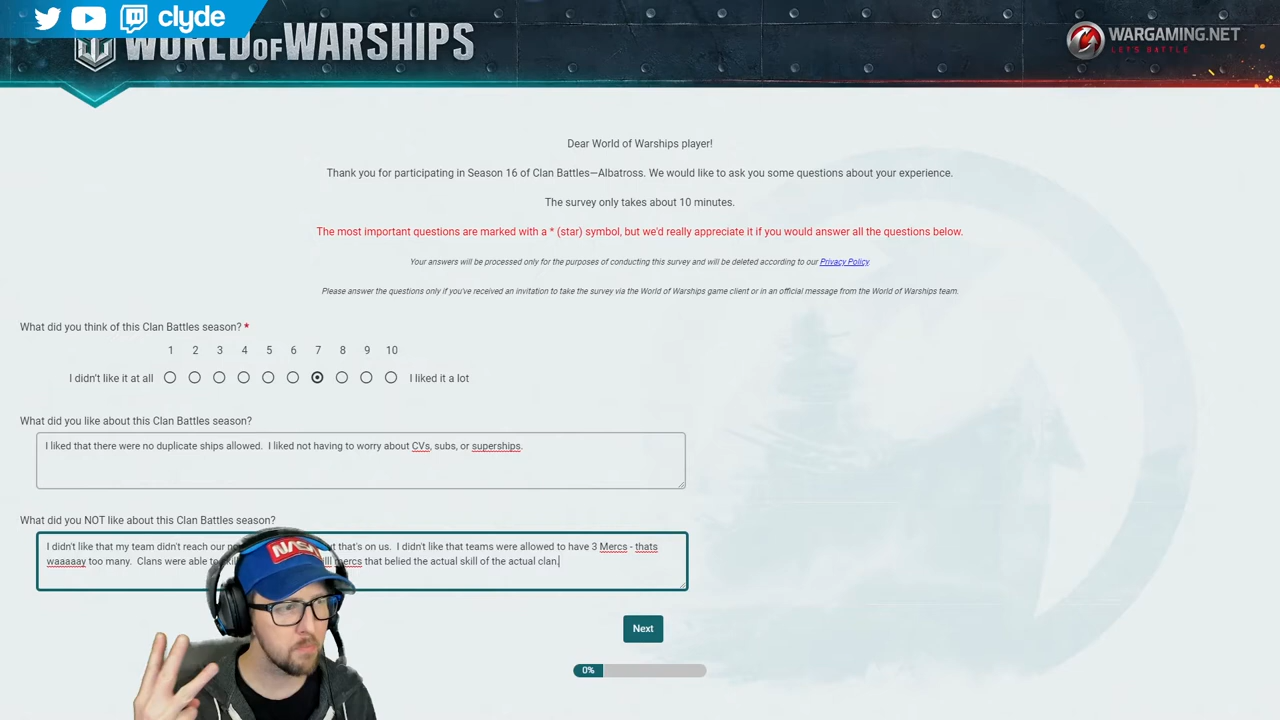 clyde
WORLD OF WARSHIPS
WARGAMING.NET
LET'S BATTLE
Dear World of Warships player!
Thank you for participating in Season 16 of Clan Battles—Albatross. We would like to ask you some questions about your experience.
The survey only takes about 10 minutes.
The most important questions are marked with a * (star) symbol, but we'd really appreciate it if you would answer all the questions below.
Your answers will be processed only for the purposes of conducting this survey and will be deleted according to our Privacy Policy.
Please answer the questions only if you've received an invitation to take the survey via the World of Warships game client or in an official message from the World of Warships team.
What did you think of this Clan Battles season? *
1 2 3 4 5 6 7 8 9 10
I didn't like it at all I liked it a lot
What did you like about this Clan Battles season?
I liked that there were no duplicate ships allowed.  I liked not having to worry about CVs, subs, or superships.
What did you NOT like about this Clan Battles season?
I didn't like that my team didn't reach our that's on us.  I didn't like that teams were allowed to have 3 Mercs - thats
waaaaay too many.  Clans were able to mercs that belied the actual skill of the actual clan.
NASA
Next
0%